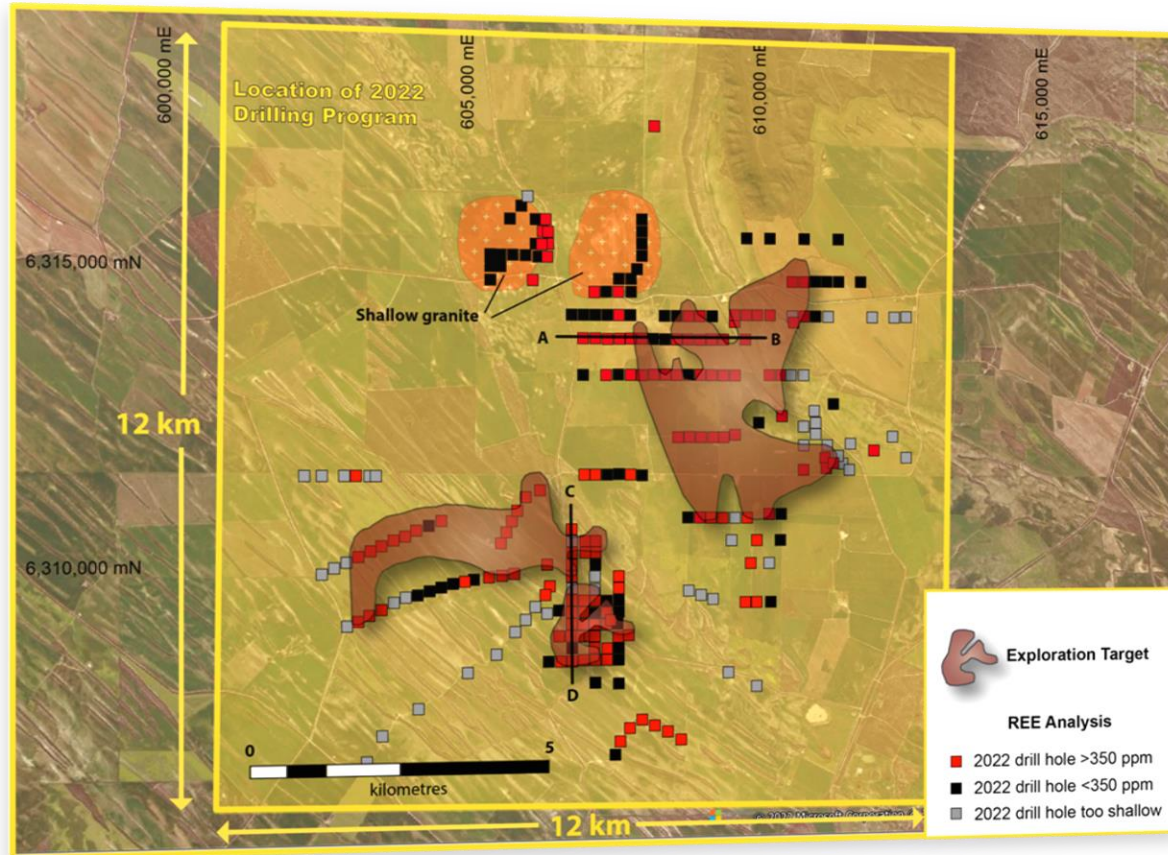 600,000 mE
605,000 mE
610,000 mE
615,000 mE
Location of 2022
Drilling Program
6,315,000 mN
Shallow granite
A
B
12 km
C
6,310,000 mN
D
0
5
kilometres
12 km
Exploration Target
REE Analysis
2022 drill hole >350 ppm
2022 drill hole <350 ppm
2022 drill hole too shallow